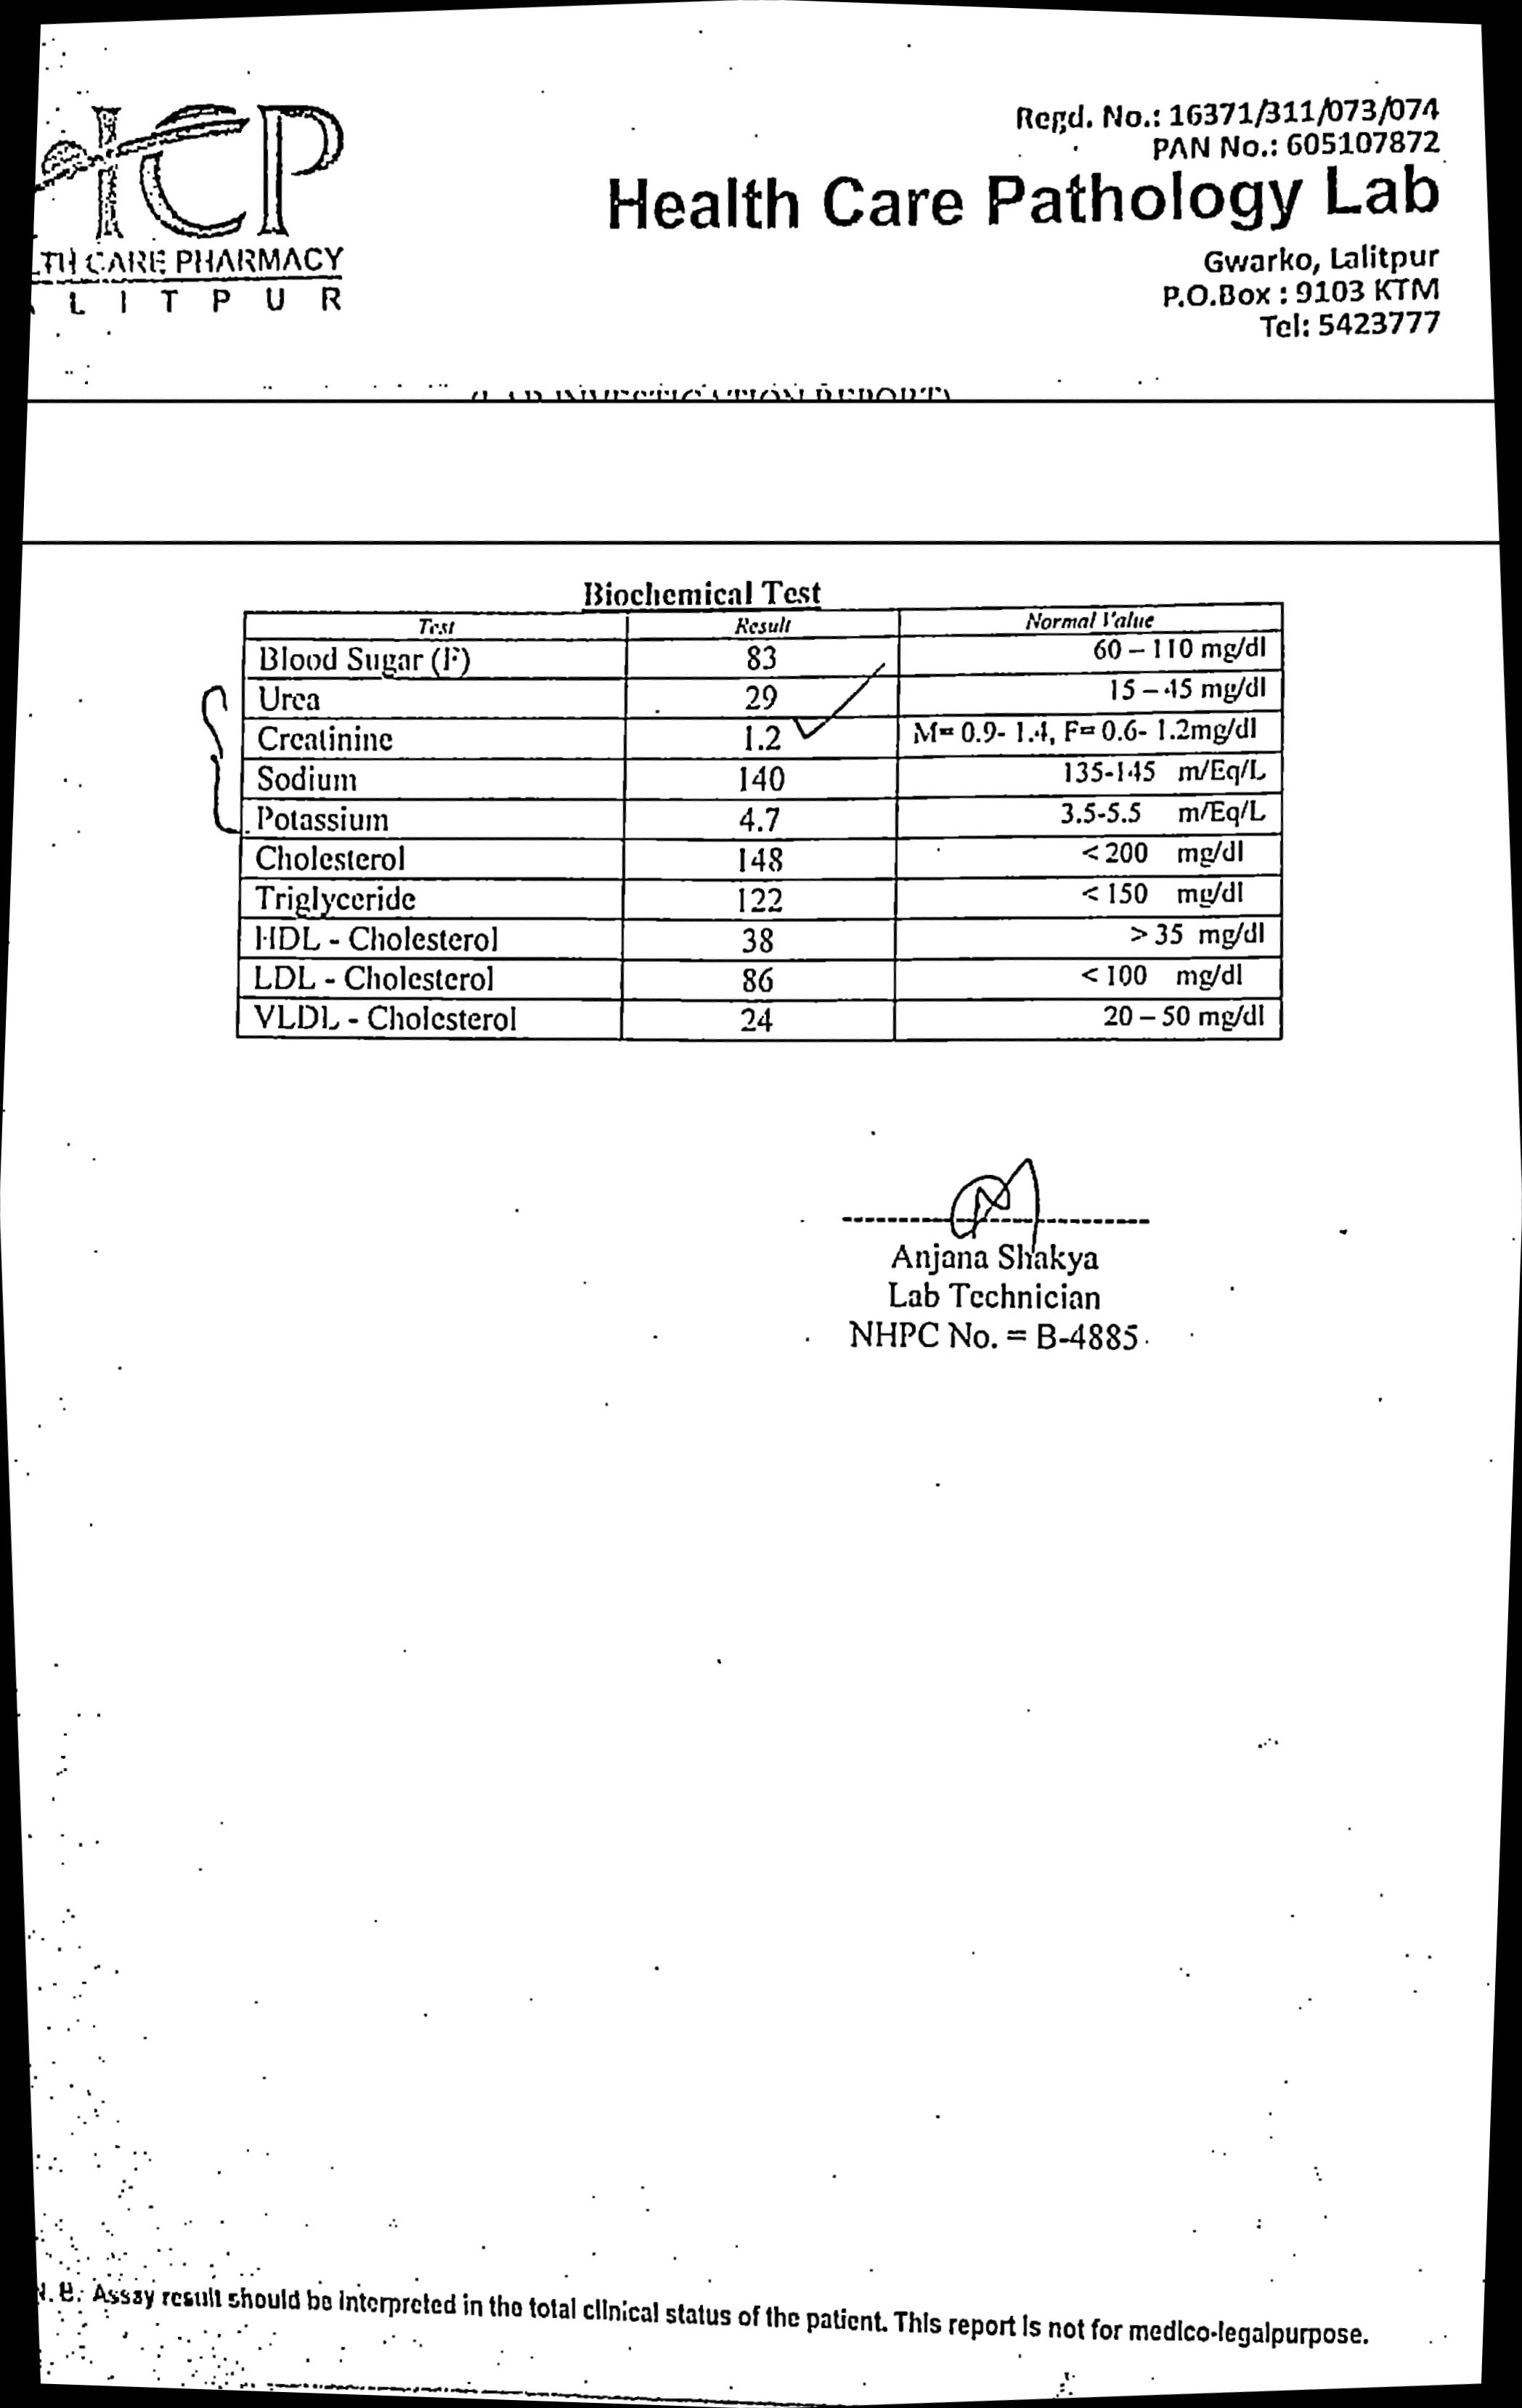 HCP
LTH CARE PHARMACY
A L I T P U R
Regd. No.: 16371/311/073/074
PAN No.: 605107872
Health Care Pathology Lab
Gwarko, Lalitpur
P.O.Box : 9103 KTM
Tel: 5423777
(LAB INVESTIGATION REPORT)
Biochemical Test
Test Result Normal Value
Blood Sugar (F) 83 60 – 110 mg/dl
Urea 29 15 – 45 mg/dl
Creatinine 1.2 M= 0.9- 1.4, F= 0.6- 1.2mg/dl
Sodium 140 135-145 m/Eq/L
Potassium 4.7 3.5-5.5 m/Eq/L
Cholesterol 148 < 200 mg/dl
Triglyceride 122 < 150 mg/dl
HDL - Cholesterol 38 > 35 mg/dl
LDL - Cholesterol 86 < 100 mg/dl
VLDL - Cholesterol 24 20 – 50 mg/dl
Anjana Shakya
Lab Technician
NHPC No. = B-4885
N.B. Assay result should be interpreted in the total clinical status of the patient. This report is not for medico-legalpurpose.